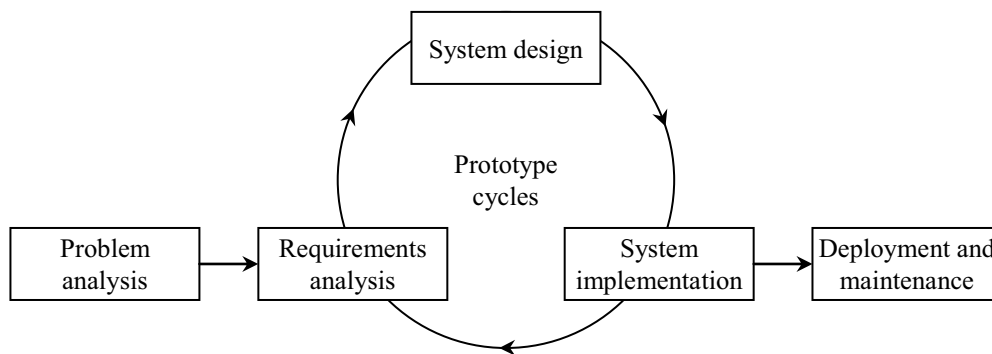 System design
Prototype
cycles
Problem
analysis
Requirements
analysis
System
implementation
Deployment and
maintenance